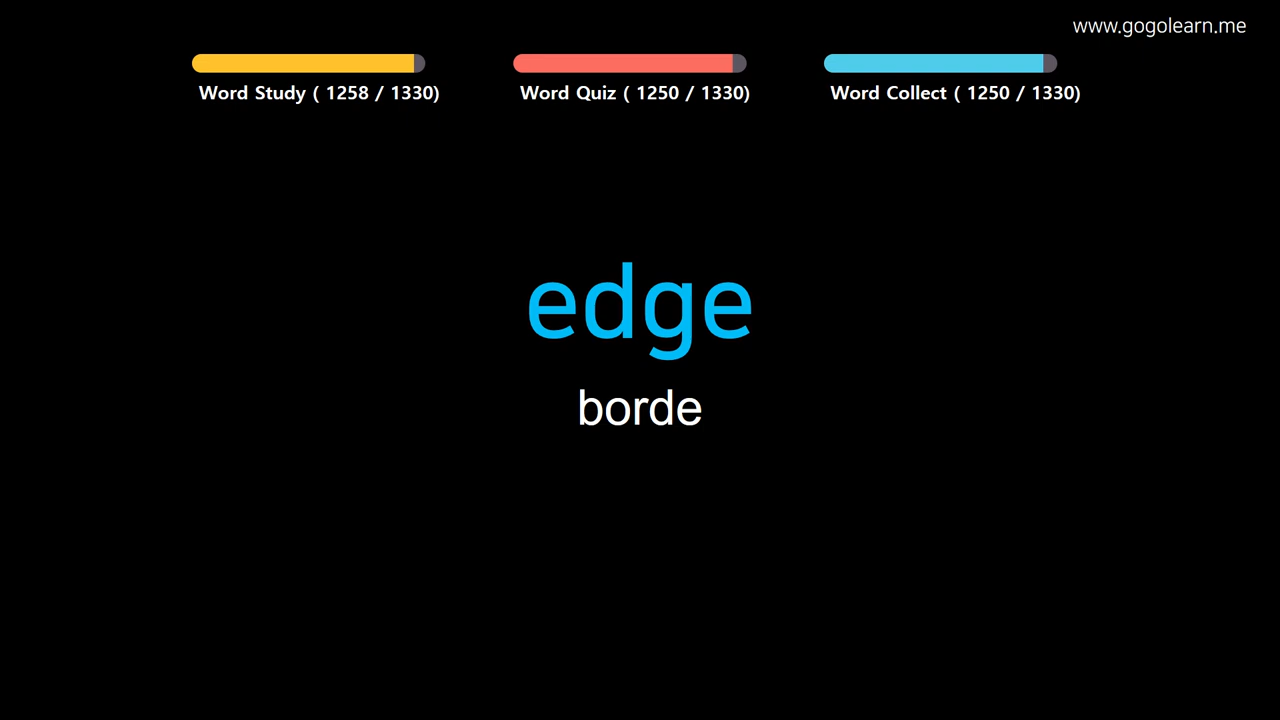 www.gogolearn.me
Word Study ( 1258 / 1330)
Word Quiz ( 1250 / 1330)
Word Collect ( 1250 / 1330)
edge
borde